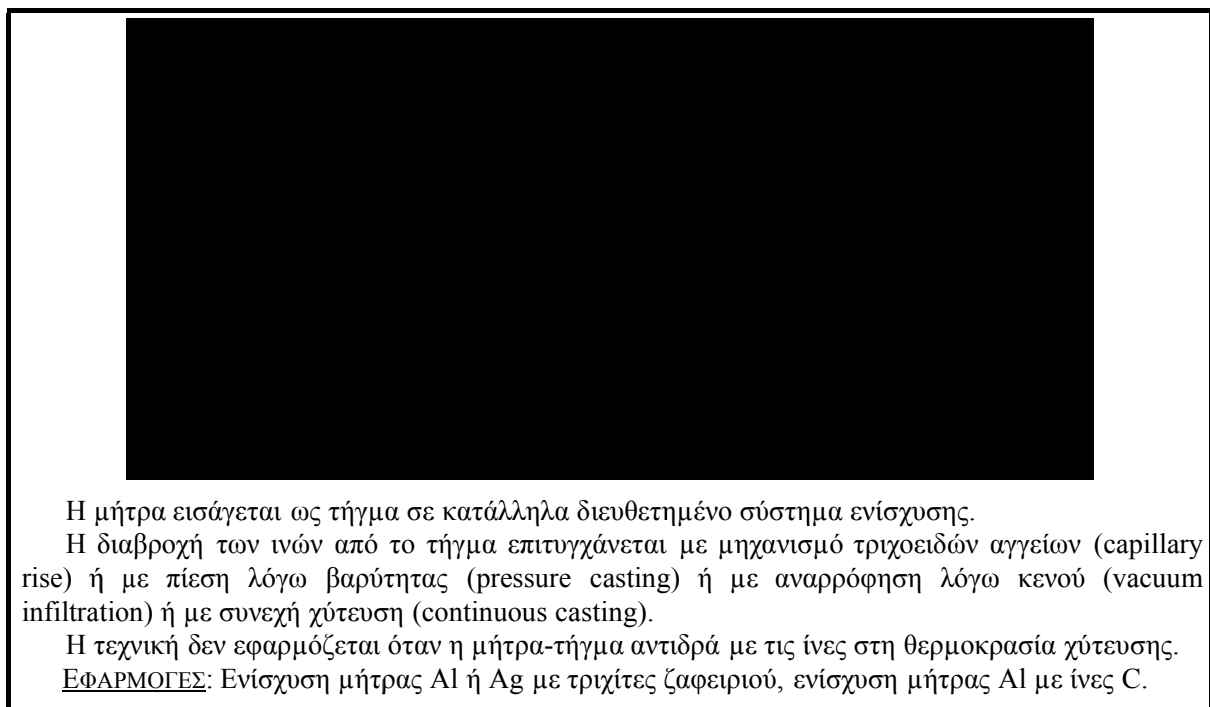 Η μήτρα εισάγεται ως τήγμα σε κατάλληλα διευθετημένο σύστημα ενίσχυσης.
Η διαβροχή των ινών από το τήγμα επιτυγχάνεται με μηχανισμό τριχοειδών αγγείων (capillary
rise) ή με πίεση λόγω βαρύτητας (pressure casting) ή με αναρρόφηση λόγω κενού (vacuum
infiltration) ή με συνεχή χύτευση (continuous casting).
Η τεχνική δεν εφαρμόζεται όταν η μήτρα-τήγμα αντιδρά με τις ίνες στη θερμοκρασία χύτευσης.
ΕΦΑΡΜΟΓΕΣ: Ενίσχυση μήτρας Al ή Ag με τριχίτες ζαφειριού, ενίσχυση μήτρας Al με ίνες C.